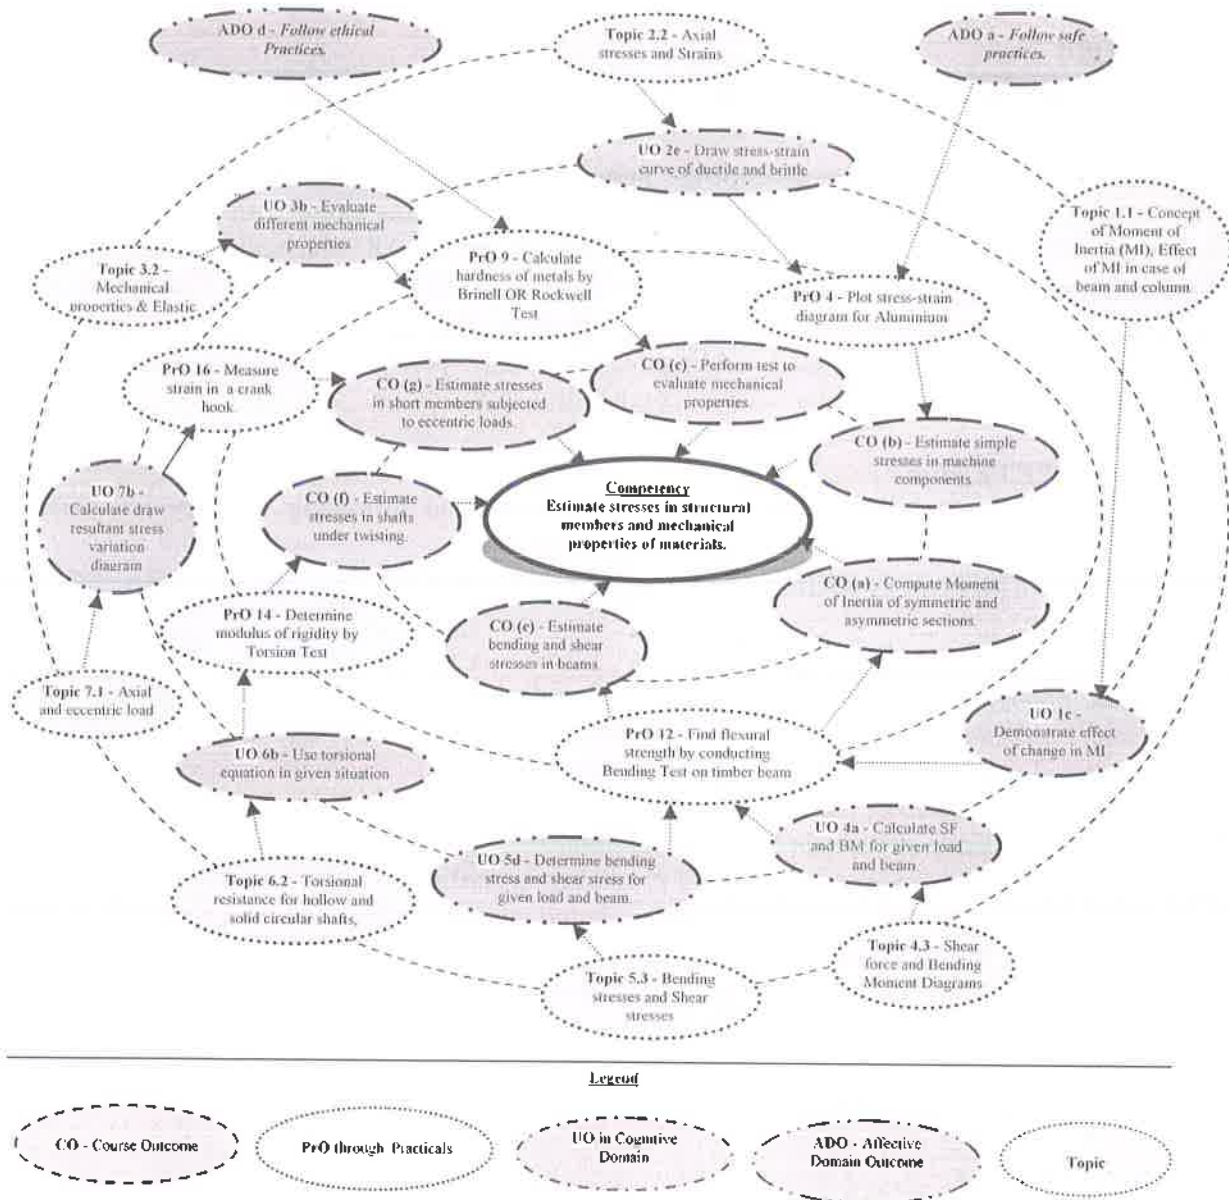 ADO d - Follow ethical
Practices.
Topic 2.2 - Axial
stresses and Strains
ADO a - Follow safe
practices.
UO 2e - Draw stress-strain
curve of ductile and brittle
UO 3b - Evaluate
different mechanical
properties
Topic 1.1 - Concept
of Moment of
Inertia (MI), Effect
of MI in case of
beam and column.
Topic 3.2 -
Mechanical
properties & Elastic
PrO 9 - Calculate
hardness of metals by
Brinell OR Rockwell
Test
PrO 4 - Plot stress-strain
diagram for Aluminium
PrO 16 - Measure
strain in a crank
hook.
CO (g) - Estimate stresses
in short members subjected
to eccentric loads.
CO (c) - Perform test to
evaluate mechanical
properties.
CO (b) - Estimate simple
stresses in machine
components.
UO 7b -
Calculate draw
resultant stress
variation
diagram
CO (f) - Estimate
stresses in shafts
under twisting.
Competency
Estimate stresses in structural
members and mechanical
properties of materials.
CO (a) - Compute Moment
of Inertia of symmetric and
asymmetric sections.
PrO 14 - Determine
modulus of rigidity by
Torsion Test
CO (e) - Estimate
bending and shear
stresses in beams.
Topic 7.1 - Axial
and eccentric load
UO 6b - Use torsional
equation in given situation
PrO 12 - Find flexural
strength by conducting
Bending Test on timber beam
UO 1c -
Demonstrate effect
of change in MI
UO 4a - Calculate SF
and BM for given load
and beam.
UO 5d - Determine bending
stress and shear stress for
given load and beam.
Topic 6.2 - Torsional
resistance for hollow and
solid circular shafts,
Topic 5.3 - Bending
stresses and Shear
stresses
Topic 4.3 - Shear
force and Bending
Moment Diagrams
Legend
CO - Course Outcome
PrO through Practicals
UO in Cognitive
Domain
ADO - Affective
Domain Outcome
Topic